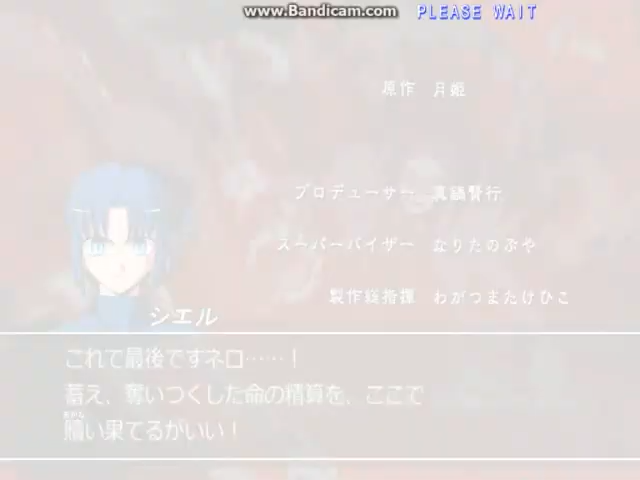 www.Bandicam.com PLEASE WAIT
原作 月姫
プロデューサー 真鍋賢行
スーパーバイザー なりたのぶや
製作総指揮 わがつまたけひこ
シエル
これで最後ですネロ……！
蓄え、奪いつくした命の精算を、ここで
贖い果てるがいい！